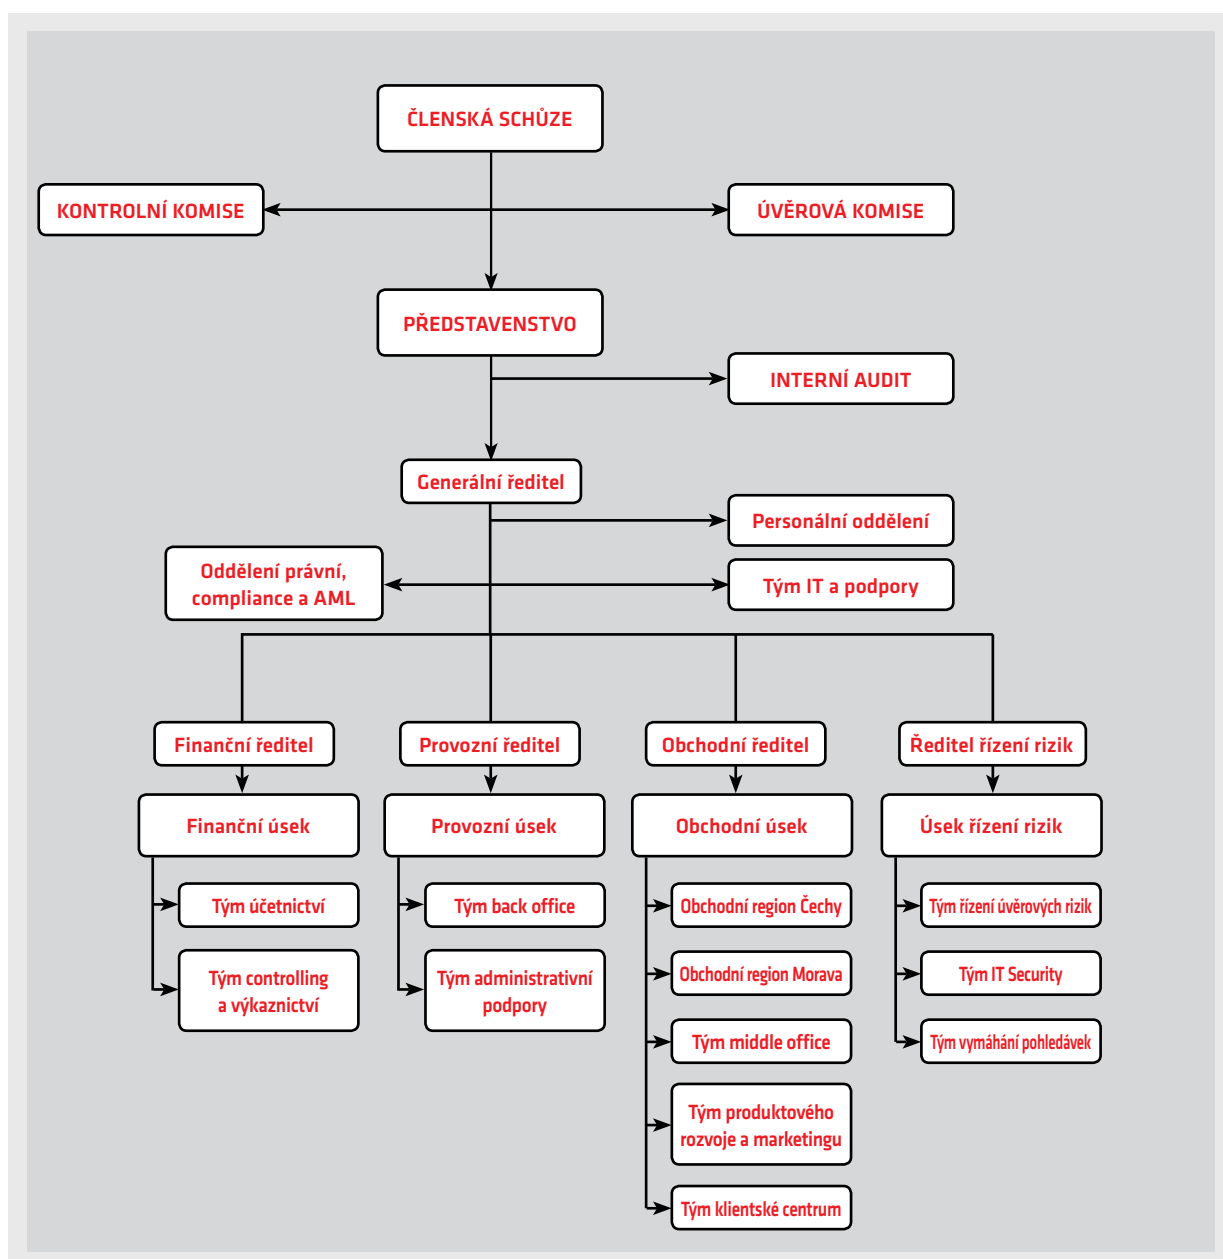 ČLENSKÁ SCHŮZE
KONTROLNÍ KOMISE
ÚVĚROVÁ KOMISE
PŘEDSTAVENSTVO
INTERNÍ AUDIT
Generální ředitel
Personální oddělení
Oddělení právní,
compliance a AML
Tým IT a podpory
Finanční ředitel
Provozní ředitel
Obchodní ředitel
Ředitel řízení rizik
Finanční úsek
Provozní úsek
Obchodní úsek
Úsek řízení rizik
Tým účetnictví
Tým controlling
a výkaznictví
Tým back office
Tým administrativní
podpory
Obchodní region Čechy
Obchodní region Morava
Tým middle office
Tým produktového
rozvoje a marketingu
Tým klientské centrum
Tým řízení úvěrových rizik
Tým IT Security
Tým vymáhání pohledávek